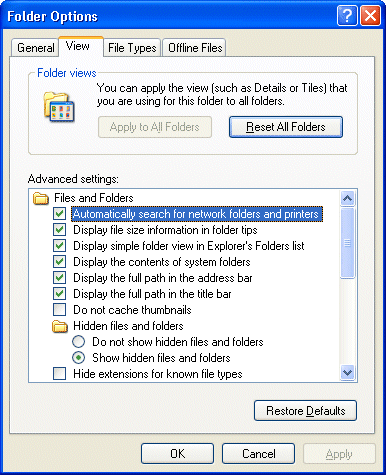 Folder Options
General
View
File Types
Offline Files
Folder views
You can apply the view (such as Details or Tiles) that
you are using for this folder to all folders.
Apply to All Folders
Reset All Folders
Advanced settings:
Files and Folders
Automatically search for network folders and printers
Display file size information in folder tips
Display simple folder view in Explorer's Folders list
Display the contents of system folders
Display the full path in the address bar
Display the full path in the title bar
Do not cache thumbnails
Hidden files and folders
Do not show hidden files and folders
Show hidden files and folders
Hide extensions for known file types
Restore Defaults
OK
Cancel
Apply